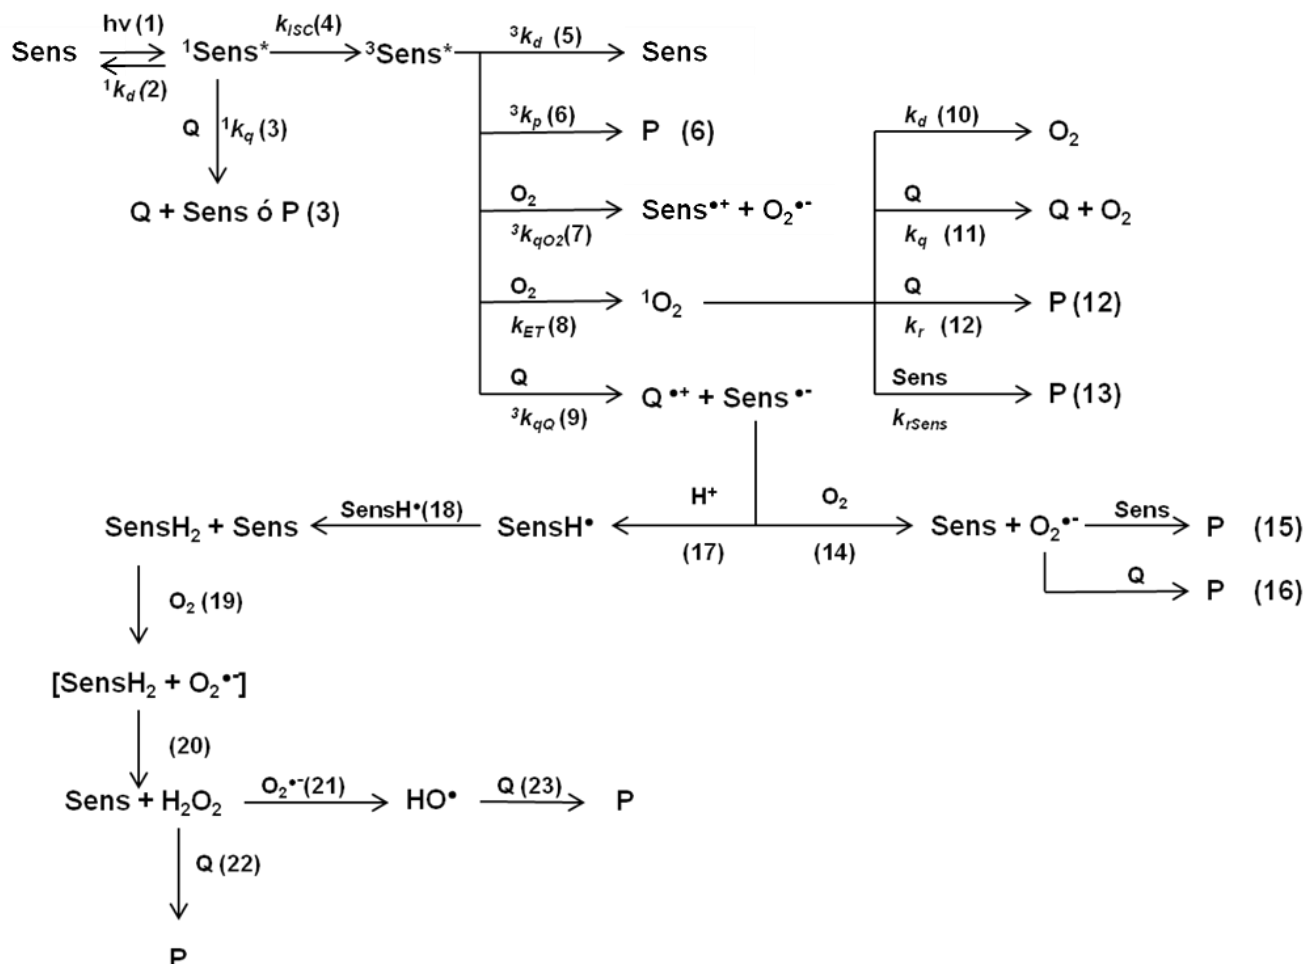 hν (1) k_ISC(4) ³k_d (5)
Sens ¹Sens* ³Sens* Sens
¹k_d (2)
³k_p (6) k_d (10)
Q ¹k_q (3) P (6) O₂
O₂ Q
Q + Sens ó P (3) Sens•⁺ + O₂•⁻ Q + O₂
³k_qO2(7) k_q (11)
O₂ Q
¹O₂ P (12)
k_ET(8) k_r (12)
Q Sens
Q•⁺ + Sens•⁻ P (13)
³k_qQ(9) k_rSens
H⁺ O₂
SensH•(18) Sens
SensH₂ + Sens SensH• Sens + O₂•⁻ P (15)
(17) (14)
Q
O₂ (19) P (16)
[SensH₂ + O₂•⁻]
(20)
O₂•⁻(21) Q (23)
Sens + H₂O₂ HO• P
Q (22)
P